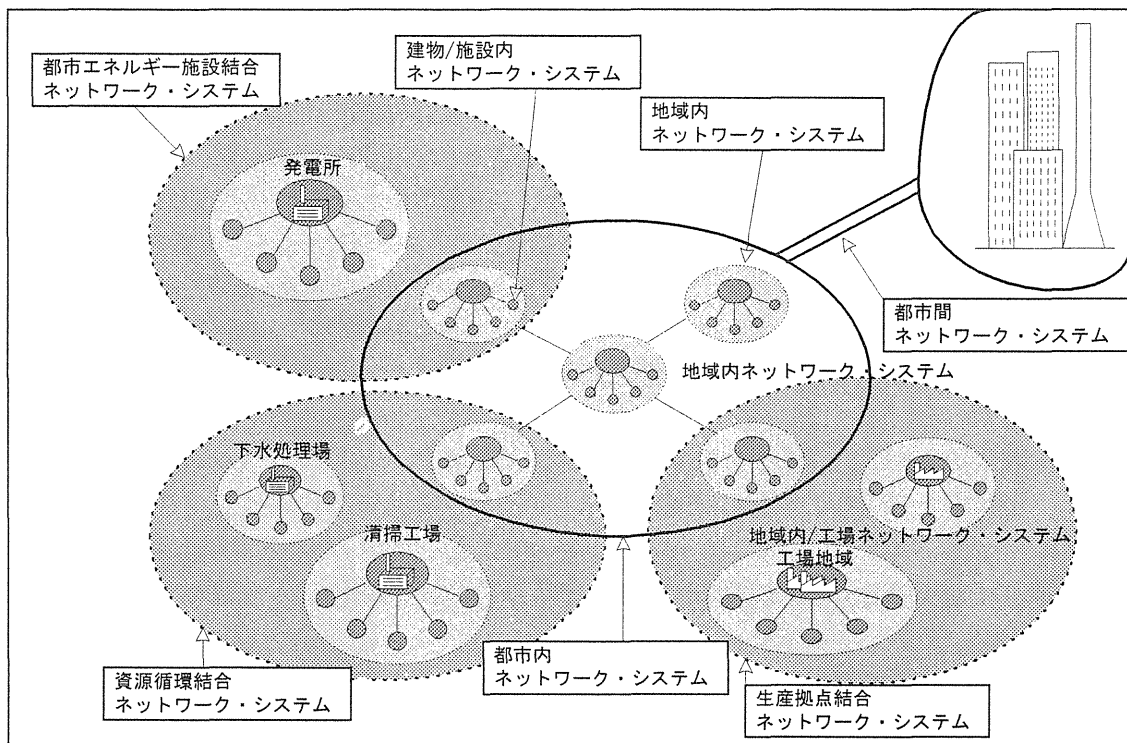 建物/施設内
ネットワーク・システム
都市エネルギー施設結合
ネットワーク・システム
地域内
ネットワーク・システム
発電所
都市間
ネットワーク・システム
地域内ネットワーク・システム
下水処理場
清掃工場
地域内/工場ネットワーク・システム
工場地域
都市内
ネットワーク・システム
資源循環結合
ネットワーク・システム
生産拠点結合
ネットワーク・システム